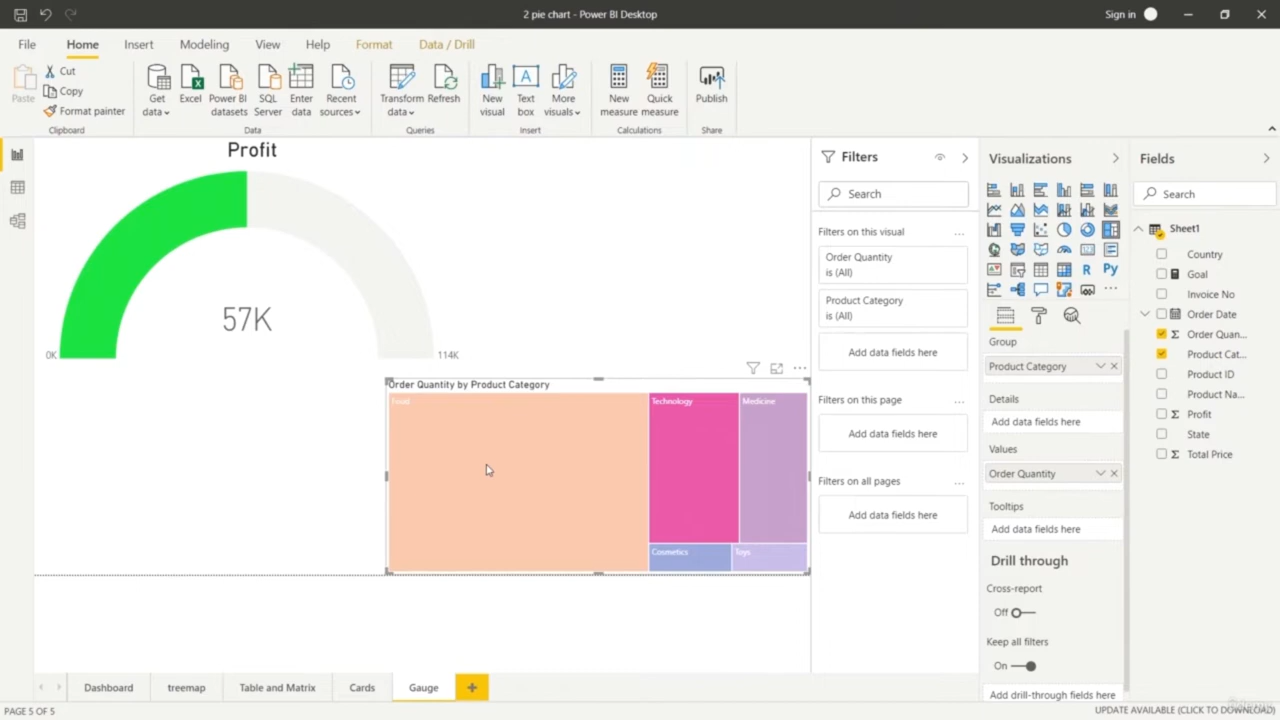 2 pie chart - Power BI Desktop
Sign in
File Home Insert Modeling View Help Format Data / Drill
Paste
Cut
Copy
Format painter
Clipboard
Get data
Excel
Power BI datasets
SQL Server
Enter data
Recent sources
Data
Transform data
Refresh
Queries
New visual
Text box
More visuals
Insert
New measure
Quick measure
Calculations
Publish
Share
Profit
57K
0K
114K
Order Quantity by Product Category
Food
Technology
Medicine
Cosmetics
Toys
Filters
Search
Filters on this visual
...
Order Quantity
is (All)
Product Category
is (All)
Add data fields here
Filters on this page
...
Add data fields here
Filters on all pages
...
Add data fields here
Visualizations
R
Py
...
Group
Product Category
Details
Add data fields here
Values
Order Quantity
Tooltips
Add data fields here
Drill through
Cross-report
Off
Keep all filters
On
Add drill-through fields here
Fields
Search
Sheet1
Country
Goal
Invoice No
Order Date
Σ Order Quan...
Product Cat...
Product ID
Product Na...
Σ Profit
State
Σ Total Price
Dashboard
treemap
Table and Matrix
Cards
Gauge
+
PAGE 5 OF 5
UPDATE AVAILABLE (CLICK TO DOWNLOAD)